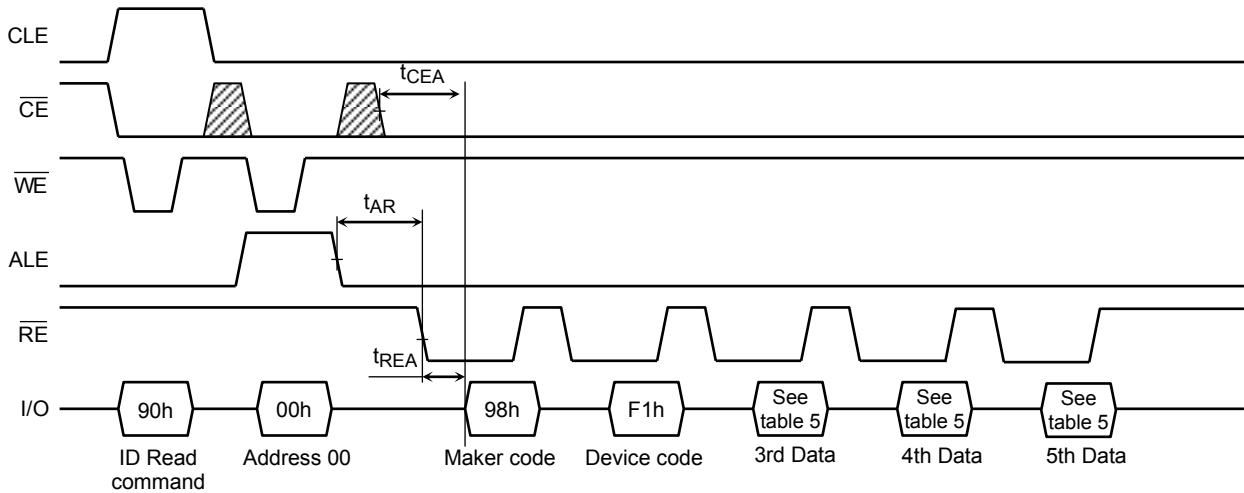 CLE
tCEA
CE
WE
tAR
ALE
RE
tREA
I/O 90h 00h 98h F1h See table 5 See table 5 See table 5
ID Read command Address 00 Maker code Device code 3rd Data 4th Data 5th Data